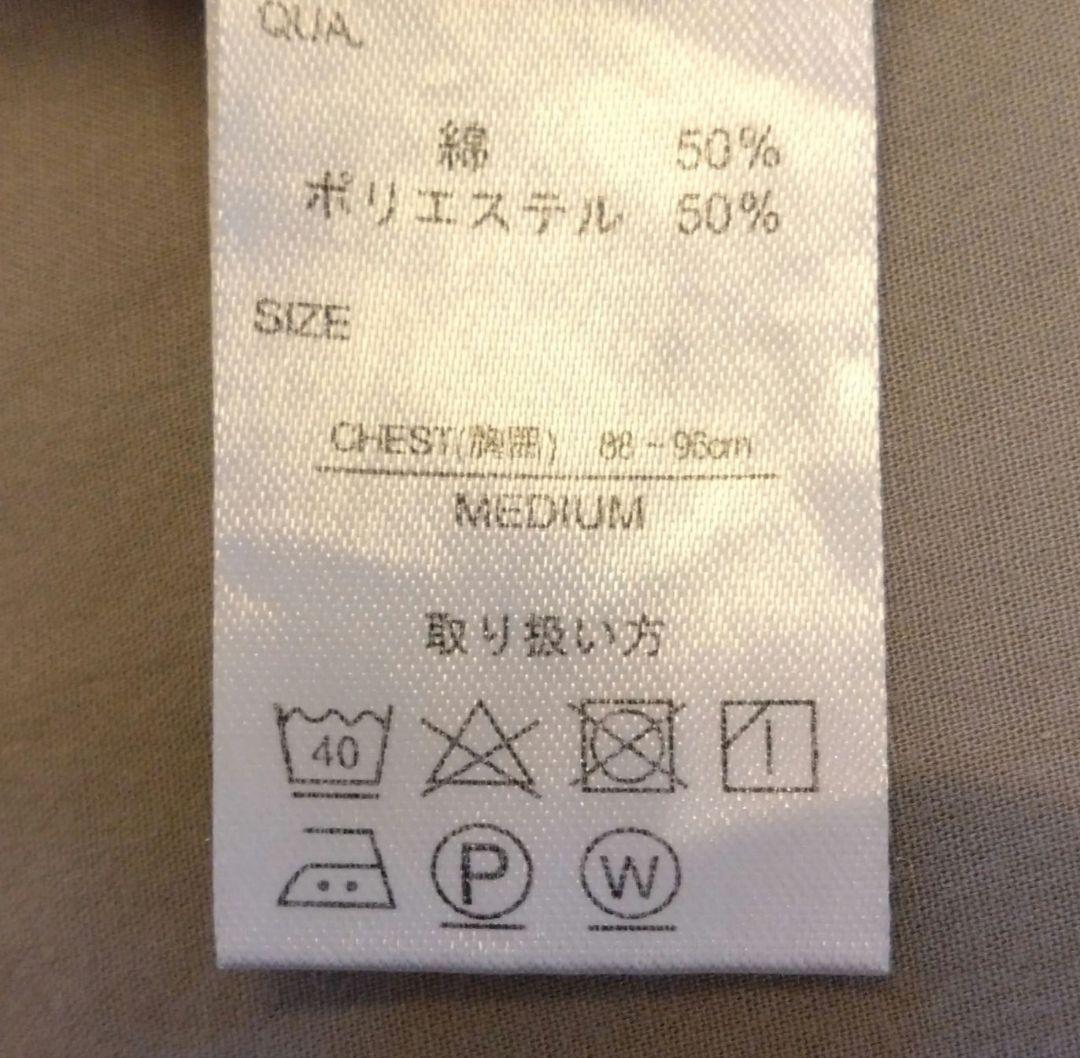 QUA.
綿 50%
ポリエステル 50%
SIZE
CHEST(胸囲) 88~96cm
MEDIUM
取り扱い方
40
P W